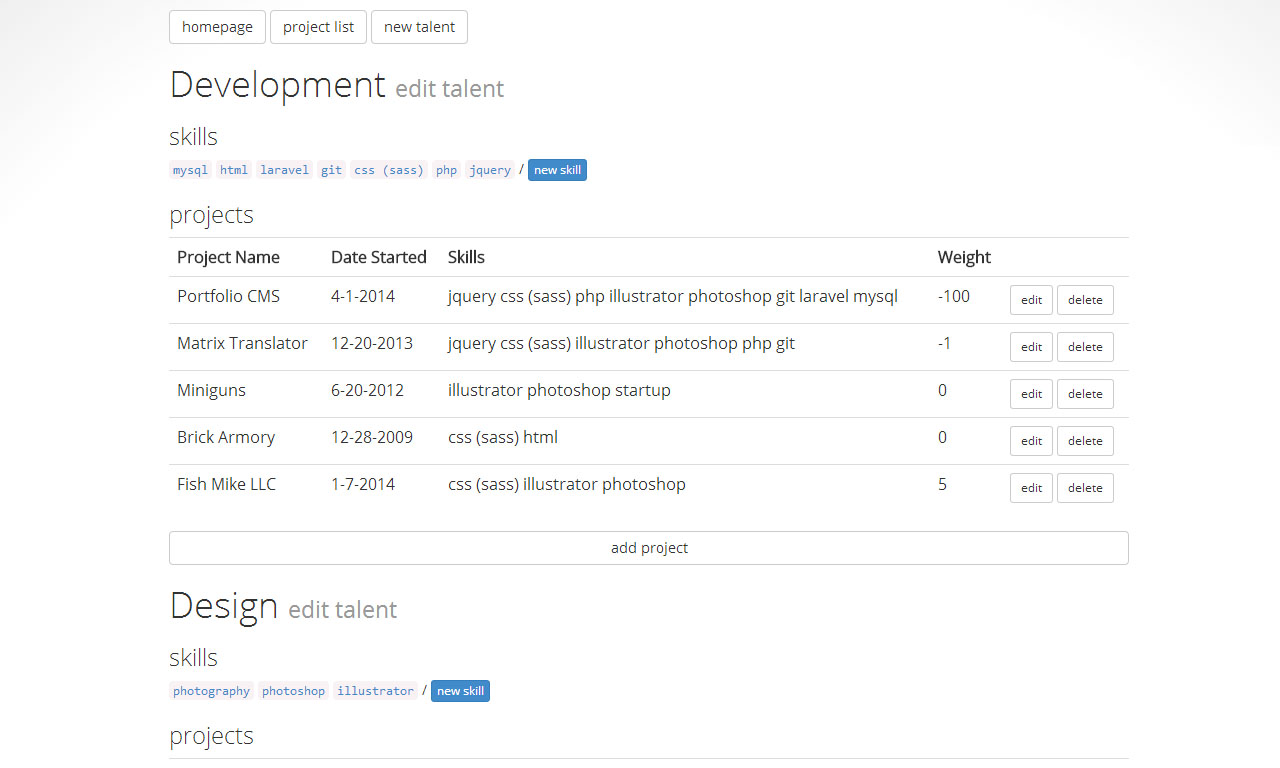 homepage project list new talent
Development edit talent
skills
mysql html laravel git css (sass) php jquery / new skill
projects
Project Name Date Started Skills Weight
Portfolio CMS 4-1-2014 jquery css (sass) php illustrator photoshop git laravel mysql -100 edit delete
Matrix Translator 12-20-2013 jquery css (sass) illustrator photoshop php git -1 edit delete
Miniguns 6-20-2012 illustrator photoshop startup 0 edit delete
Brick Armory 12-28-2009 css (sass) html 0 edit delete
Fish Mike LLC 1-7-2014 css (sass) illustrator photoshop 5 edit delete
add project
Design edit talent
skills
photography photoshop illustrator / new skill
projects